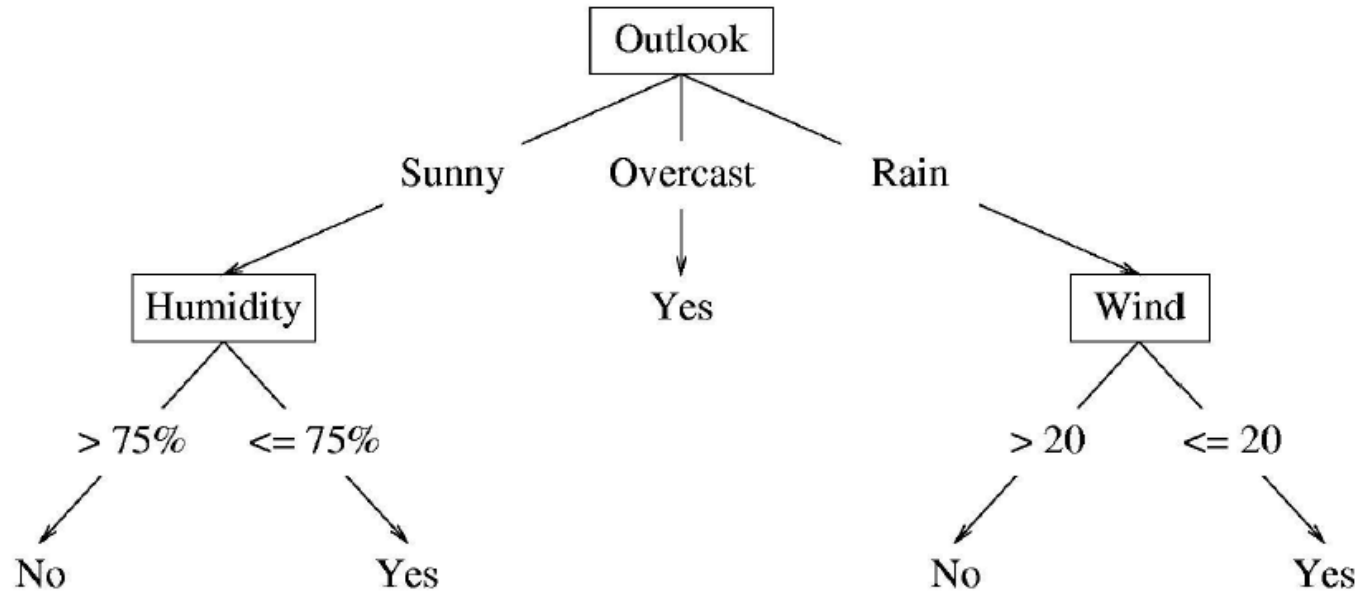 Outlook
Sunny Overcast Rain
Humidity Yes Wind
> 75% <= 75% > 20 <= 20
No Yes No Yes